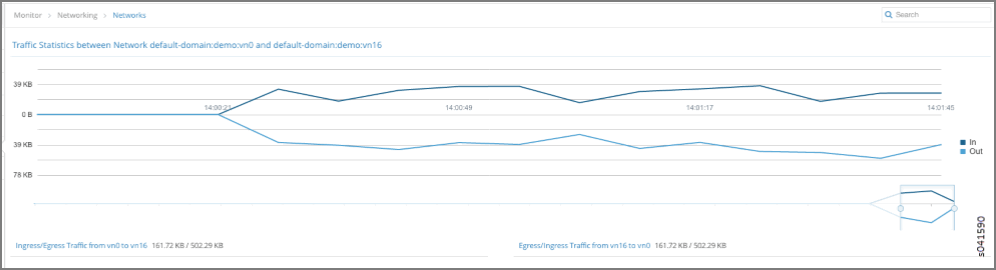 Monitor > Networking > Networks
Search
Traffic Statistics between Network default-domain:demo:vn0 and default-domain:demo:vn16
39 KB
14:00:21 14:00:49 14:01:17 14:01:45
0 B
39 KB
In
Out
78 KB
s041590
Ingress/Egress Traffic from vn0 to vn16 161.72 KB / 502.29 KB
Egress/Ingress Traffic from vn16 to vn0 161.72 KB / 502.29 KB